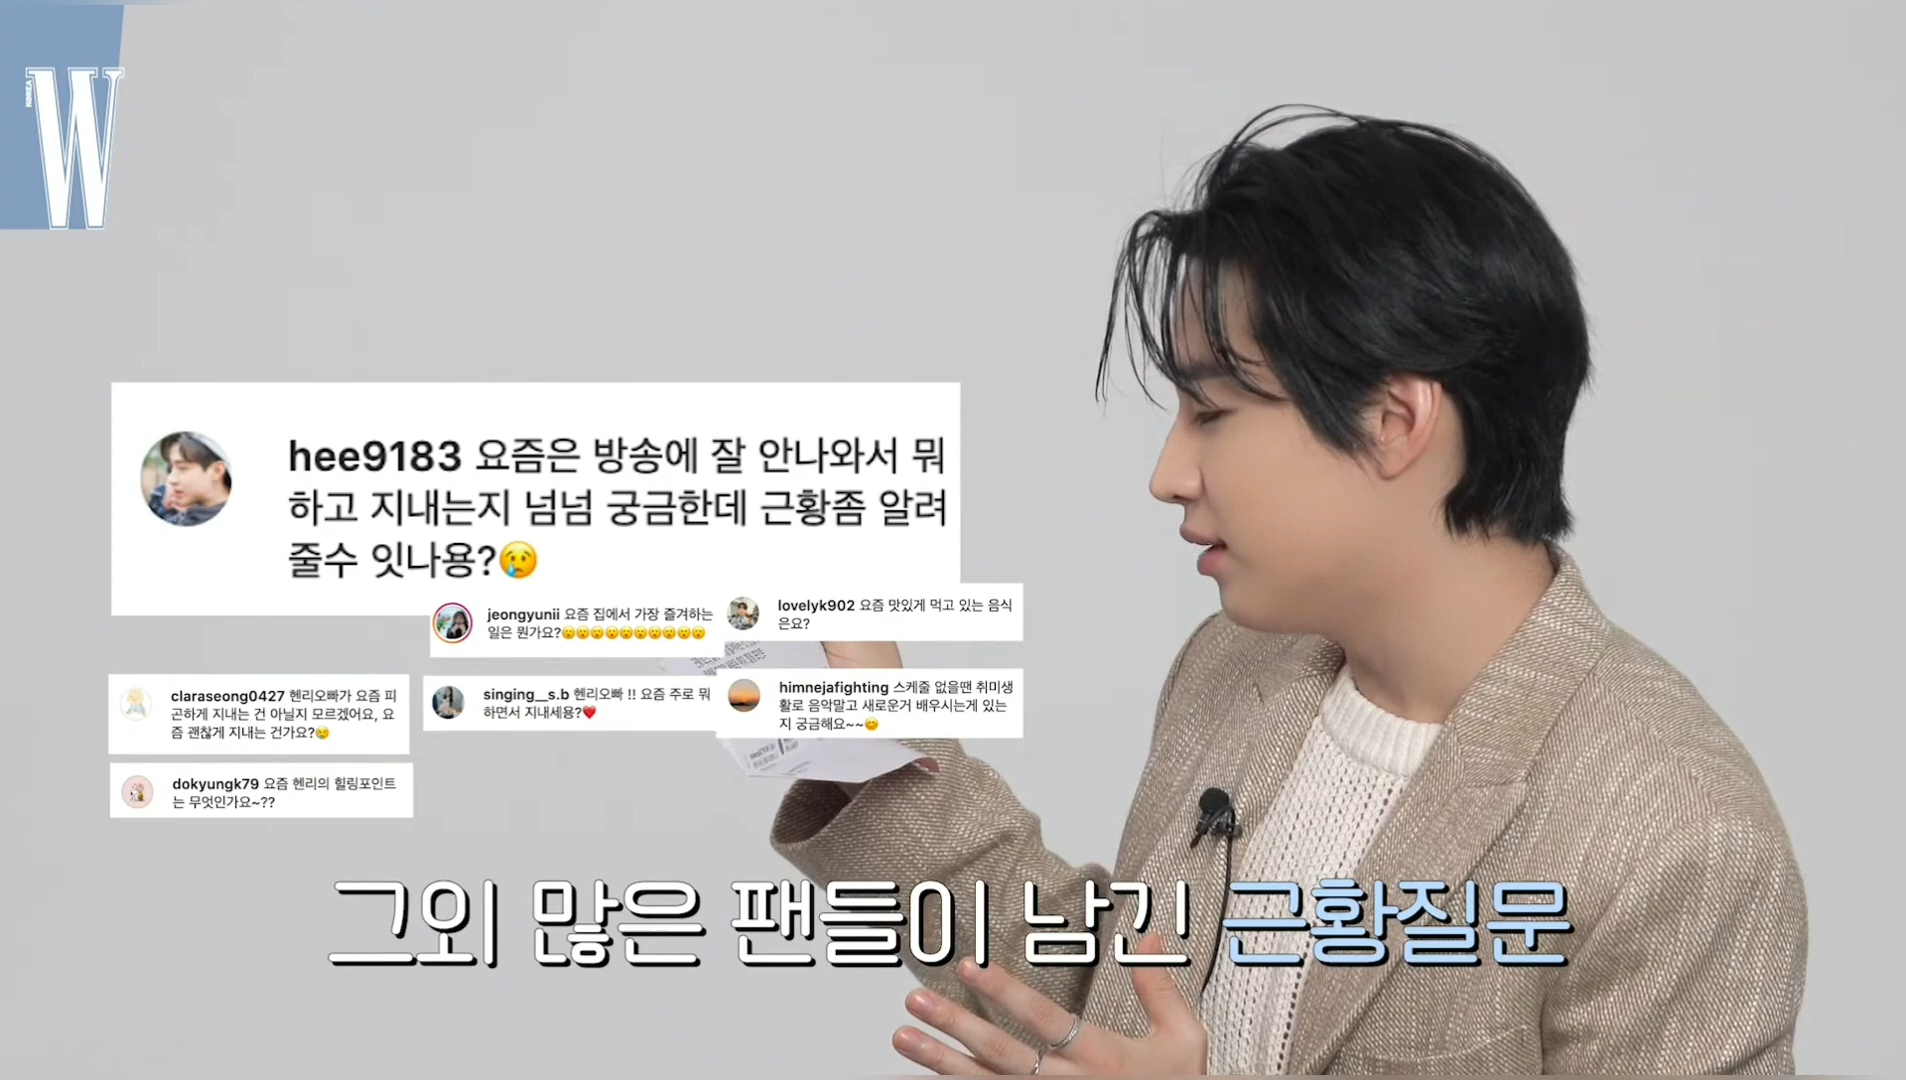 KOREA
W
hee9183 요즘은 방송에 잘 안나와서 뭐
하고 지내는지 넘넘 궁금한데 근황좀 알려
줄수 잇나용?😢
jeongyunii 요즘 집에서 가장 즐겨하는
일은 뭔가요?😮😮😮😮😮😮😮😮😮😮
lovelyk902 요즘 맛있게 먹고 있는 음식
은요?
claraseong0427 헨리오빠가 요즘 피
곤하게 지내는 건 아닐지 모르겠어요, 요
즘 괜찮게 지내는 건가요?😢
singing__s.b 헨리오빠 !! 요즘 주로 뭐
하면서 지내세용?❤️
himnejafighting 스케줄 없을땐 취미생
활로 음악말고 새로운거 배우시는게 있는
지 궁금해요~~😊
dokyungk79 요즘 헨리의 힐링포인트
는 무엇인가요~??
그외 많은 팬들이 남긴 근황질문